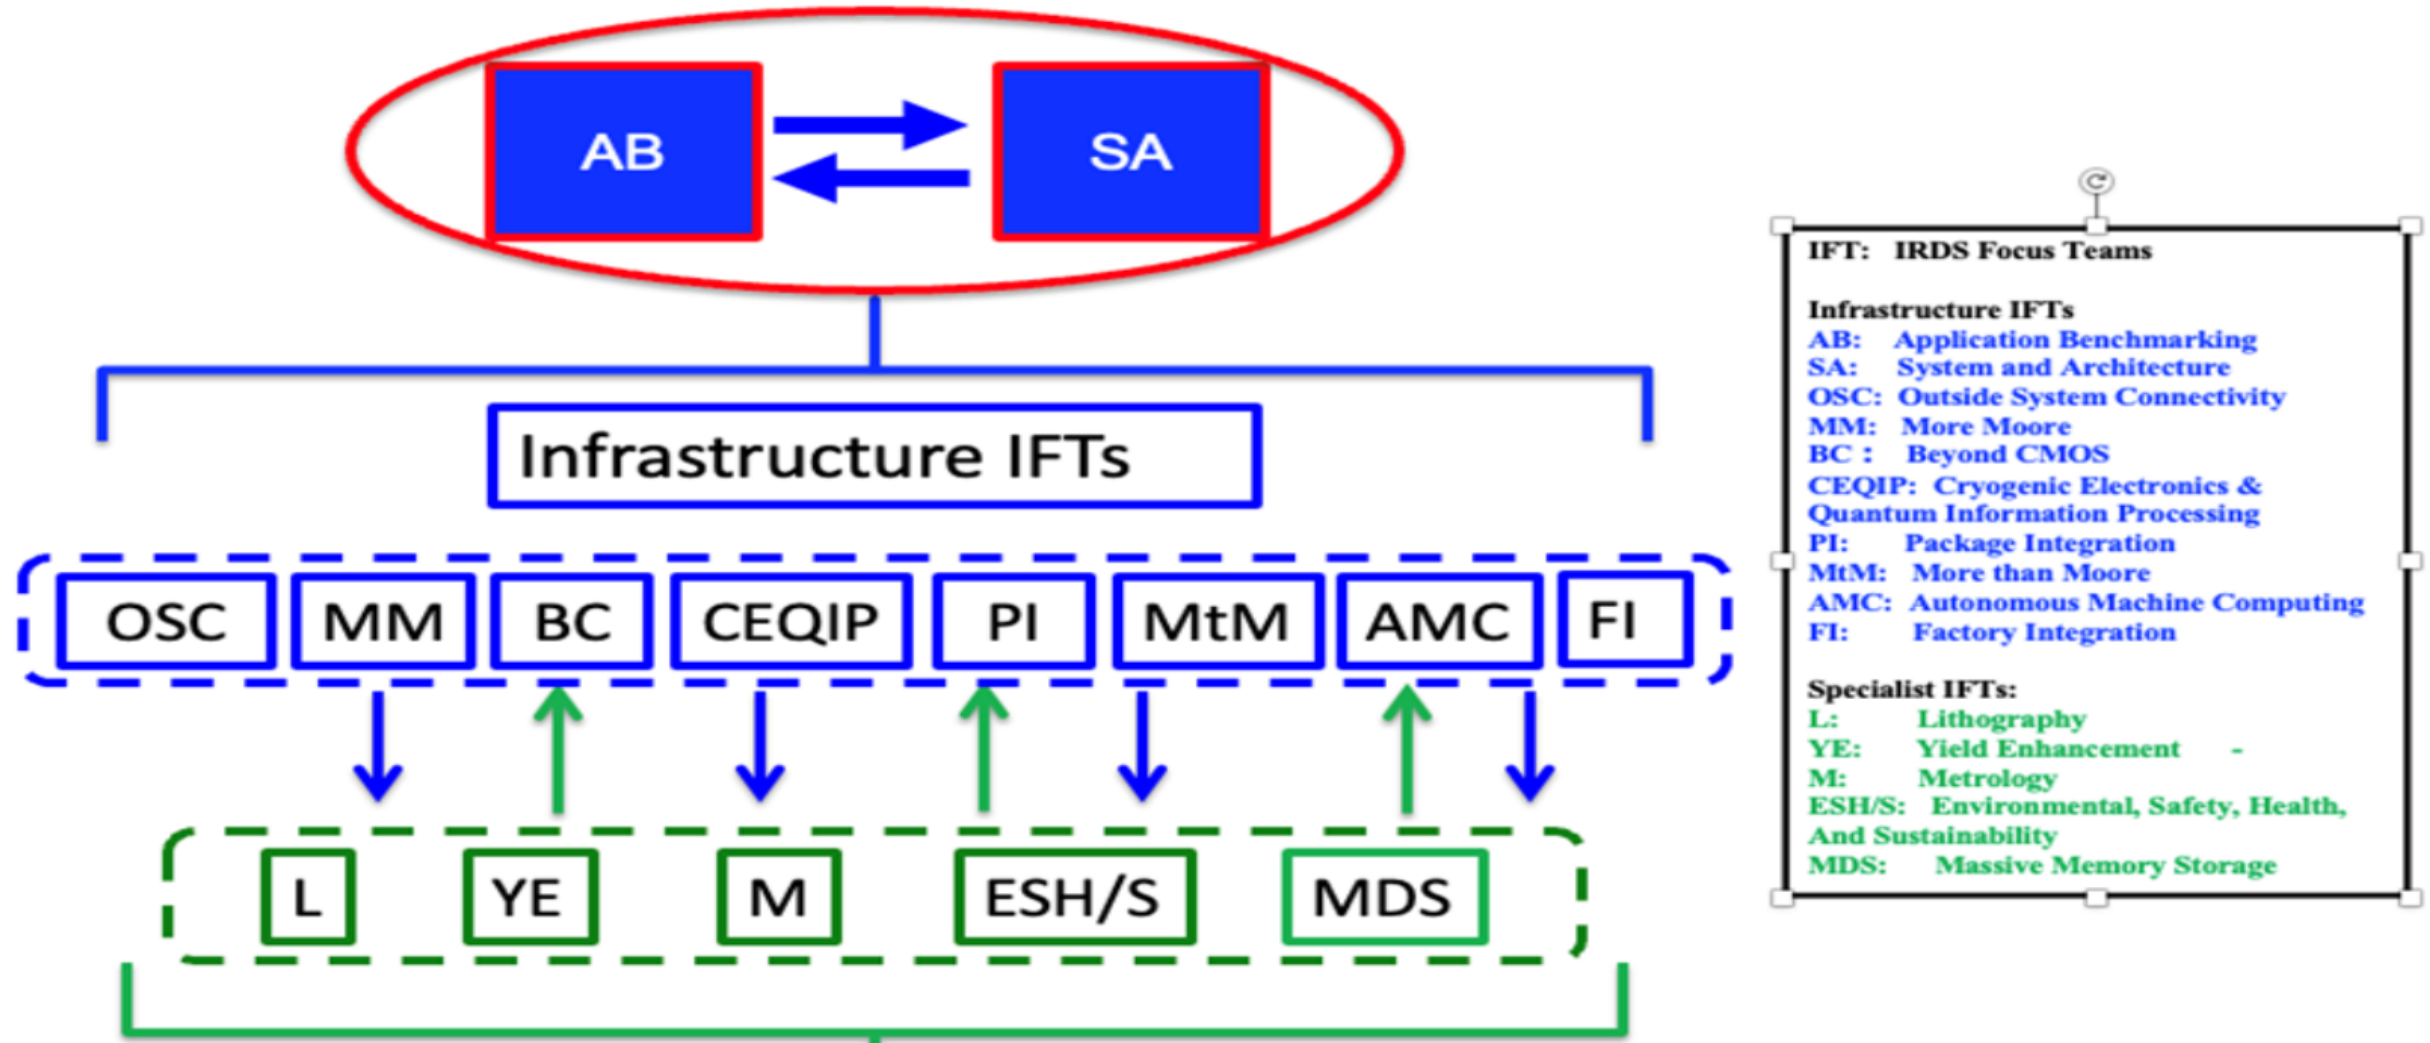 AB
SA
Infrastructure IFTs
OSC MM BC CEQIP PI MtM AMC FI
L YE M ESH/S MDS
IFT: IRDS Focus Teams
Infrastructure IFTs
AB: Application Benchmarking
SA: System and Architecture
OSC: Outside System Connectivity
MM: More Moore
BC : Beyond CMOS
CEQIP: Cryogenic Electronics &
Quantum Information Processing
PI: Package Integration
MtM: More than Moore
AMC: Autonomous Machine Computing
FI: Factory Integration
Specialist IFTs:
L: Lithography
YE: Yield Enhancement -
M: Metrology
ESH/S: Environmental, Safety, Health,
And Sustainability
MDS: Massive Memory Storage